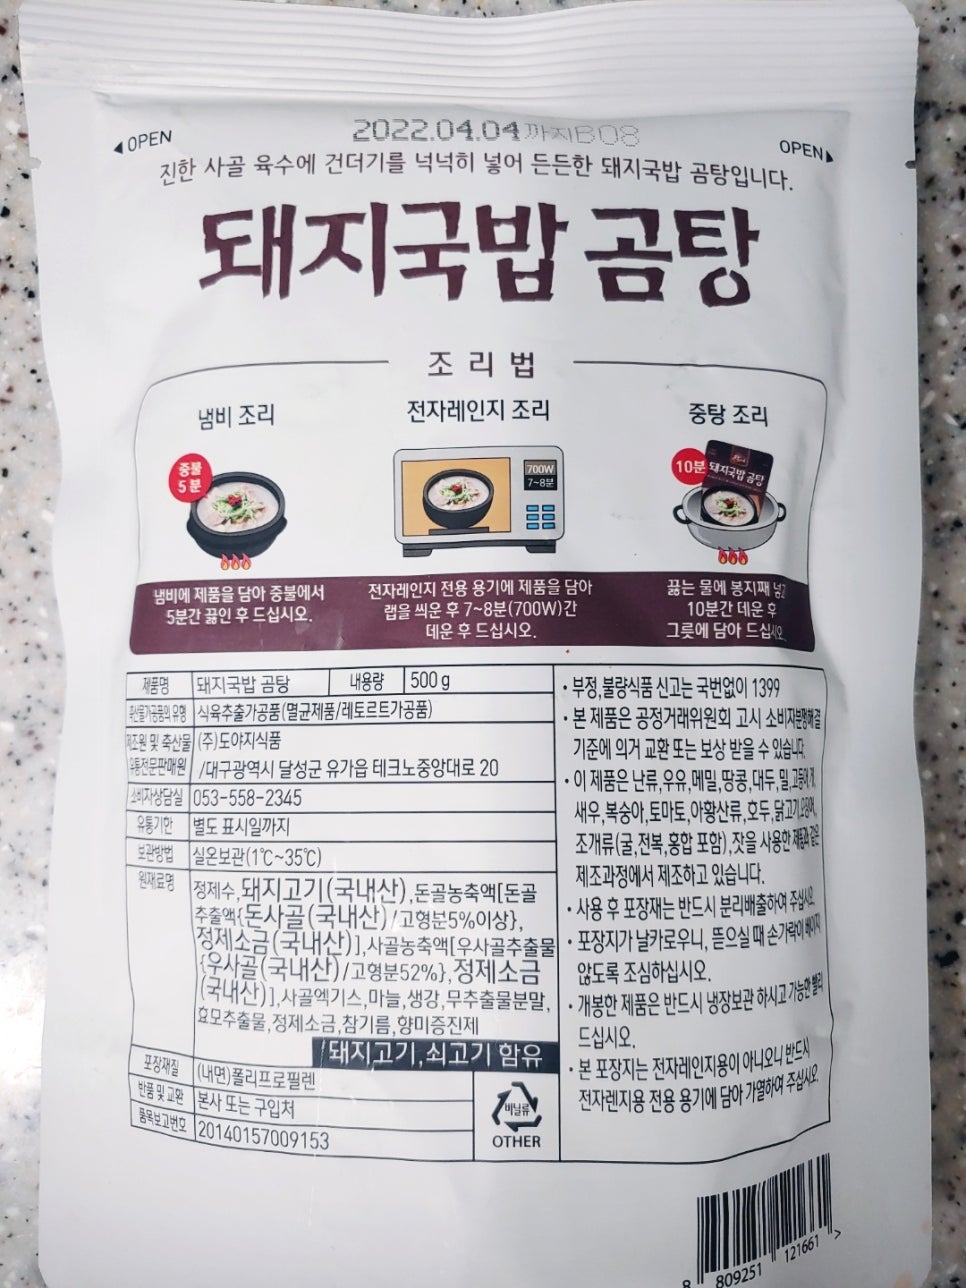 2022.04.04까지B08
◀OPEN
OPEN▶
진한 사골 육수에 건더기를 넉넉히 넣어 든든한 돼지국밥 곰탕입니다.
돼지국밥 곰탕
조 리 법
냄비 조리
중불
5분
냄비에 제품을 담아 중불에서
5분간 끓인 후 드십시오.
전자레인지 조리
700W
7~8분
전자레인지 전용 용기에 제품을 담아
랩을 씌운 후 7~8분(700W)간
데운 후 드십시오.
중탕 조리
10분
돼지국밥 곰탕
끓는 물에 봉지째 넣고
10분간 데운 후
그릇에 담아 드십시오.
제품명 돼지국밥 곰탕 내용량 500 g
축산물가공품의 유형 식육추출가공품(멸균제품/레토르트가공품)
제조원 및 축산물 (주)도야지식품
유통전문판매원 /대구광역시 달성군 유가읍 테크노중앙대로 20
소비자상담실 053-558-2345
유통기한 별도 표시일까지
보관방법 실온보관(1℃~35℃)
원재료명 정제수,돼지고기(국내산),돈골농축액[돈골
추출액{돈사골(국내산)/고형분5%이상},
정제소금(국내산)],사골농축액[우사골추출물
{우사골(국내산)/고형분52%},정제소금
(국내산)],사골엑기스,마늘,생강,무추출물분말,
효모추출물,정제소금,참기름,향미증진제
돼지고기,쇠고기 함유
포장재질 (내면)폴리프로필렌
반품 및 교환 본사 또는 구입처
품목보고번호 20140157009153
비닐류
OTHER
· 부정,불량식품 신고는 국번없이 1399
· 본 제품은 공정거래위원회 고시 소비자분쟁해결
기준에 의거 교환 또는 보상 받을 수 있습니다.
· 이 제품은 난류,우유,메밀,땅콩,대두,밀,고등어,게,
새우,복숭아,토마토,아황산류,호두,닭고기,오징어,
조개류(굴,전복,홍합 포함),잣을 사용한 제품과 같은
제조과정에서 제조하고 있습니다.
· 사용 후 포장재는 반드시 분리배출하여 주십시오.
· 포장지가 날카로우니, 뜯으실 때 손가락이 베이지
않도록 조심하십시오.
· 개봉한 제품은 반드시 냉장보관 하시고 가능한 빨리
드십시오.
· 본 포장지는 전자레인지용이 아니오니 반드시
전자렌지용 전용 용기에 담아 가열하여 주십시오.
8 809251 121661 >